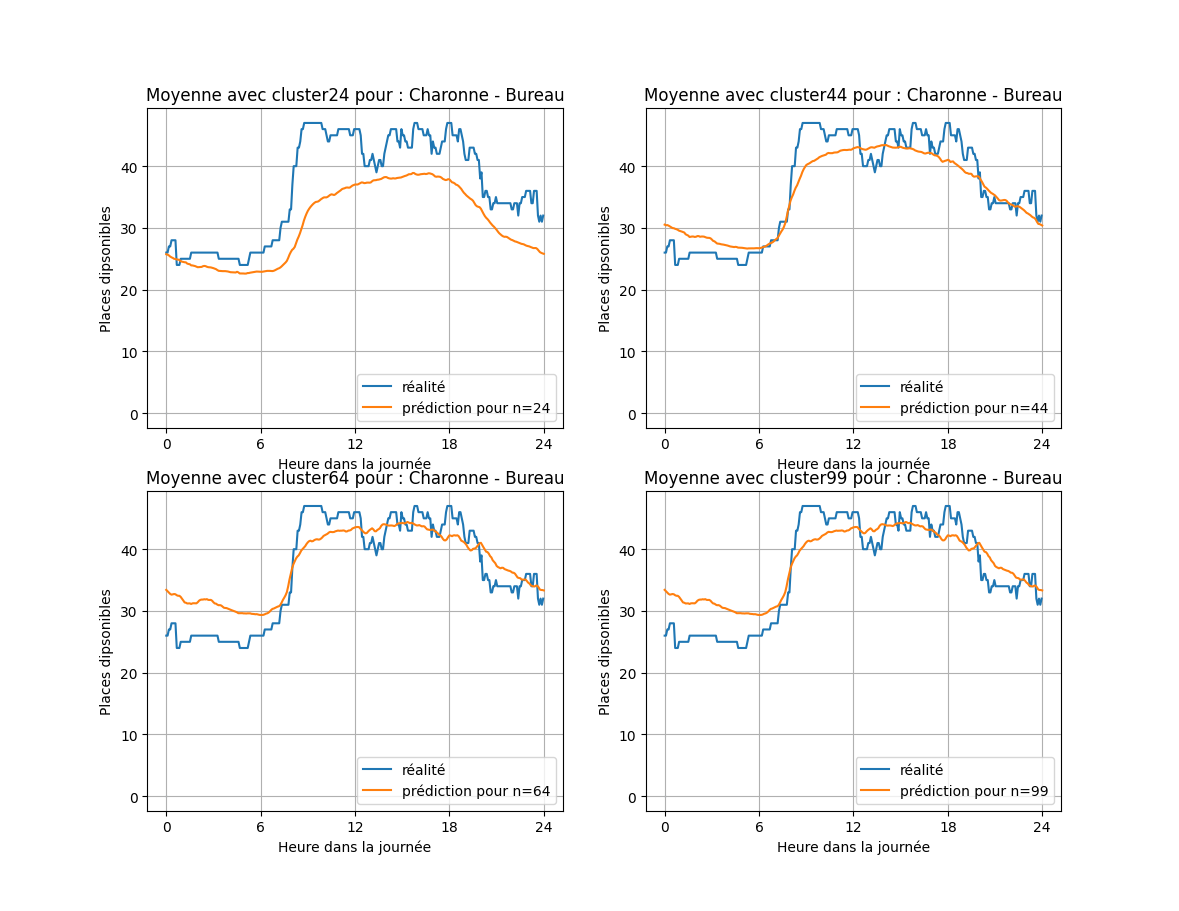 Moyenne avec cluster24 pour : Charonne - Bureau
Places dipsonibles
40
30
20
10
0
réalité
prédiction pour n=24
0 6 12 18 24
Heure dans la journée
Moyenne avec cluster44 pour : Charonne - Bureau
Places dipsonibles
40
30
20
10
0
réalité
prédiction pour n=44
0 6 12 18 24
Heure dans la journée
Moyenne avec cluster64 pour : Charonne - Bureau
Places dipsonibles
40
30
20
10
0
réalité
prédiction pour n=64
0 6 12 18 24
Heure dans la journée
Moyenne avec cluster99 pour : Charonne - Bureau
Places dipsonibles
40
30
20
10
0
réalité
prédiction pour n=99
0 6 12 18 24
Heure dans la journée